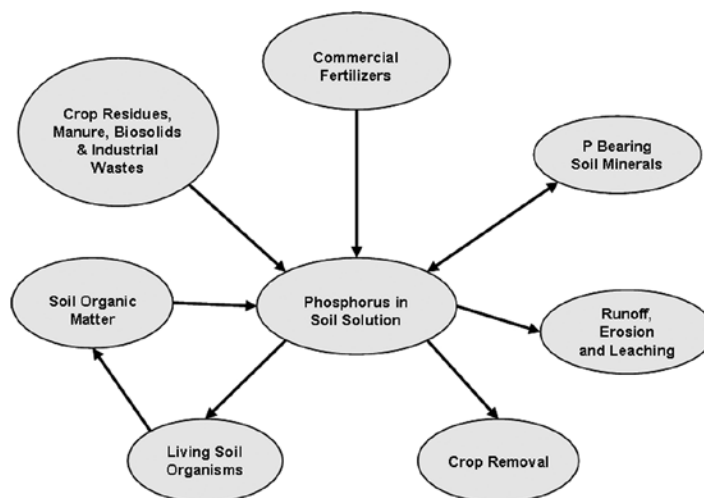 Commercial
Fertilizers
Crop Residues,
Manure, Biosolids
& Industrial
Wastes
P Bearing
Soil Minerals
Soil Organic
Matter
Phosphorus in
Soil Solution
Runoff,
Erosion
and Leaching
Living Soil
Organisms
Crop Removal